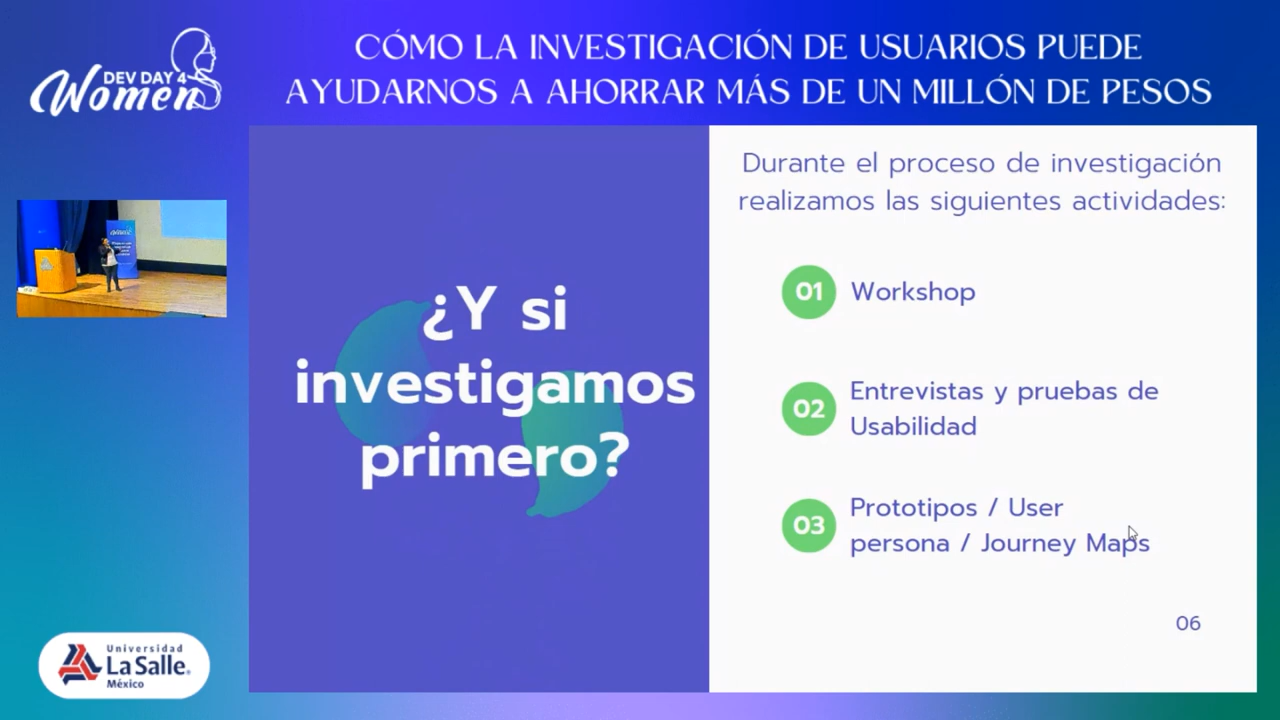 DEV DAY 4
Women
CÓMO LA INVESTIGACIÓN DE USUARIOS PUEDE
AYUDARNOS A AHORRAR MÁS DE UN MILLÓN DE PESOS
¿Y si
investigamos
primero?
Durante el proceso de investigación
realizamos las siguientes actividades:
01 Workshop
02 Entrevistas y pruebas de
Usabilidad
03 Prototipos / User
persona / Journey Maps
06
Universidad
La Salle®
México